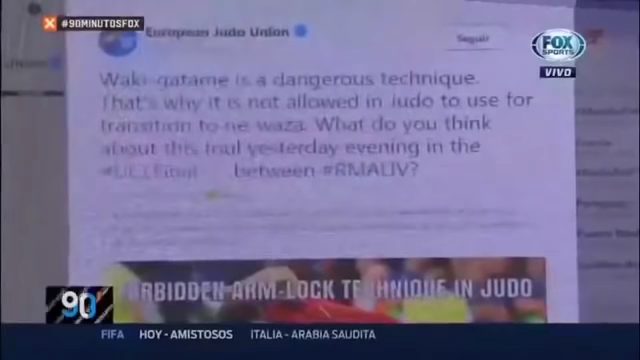 #90MINUTOSFOX
European Judo Union
Seguir
FOX
SPORTS
VIVO
Waki-gatame is a dangerous technique.
That's why it is not allowed in Judo to use for
transition to ne waza. What do you think
about this foul yesterday evening in the
#UCLFinal between #RMALIV?
RBIDDEN ARM-LOCK TECHNIQUE IN JUDO
90
FIFA HOY - AMISTOSOS ITALIA - ARABIA SAUDITA